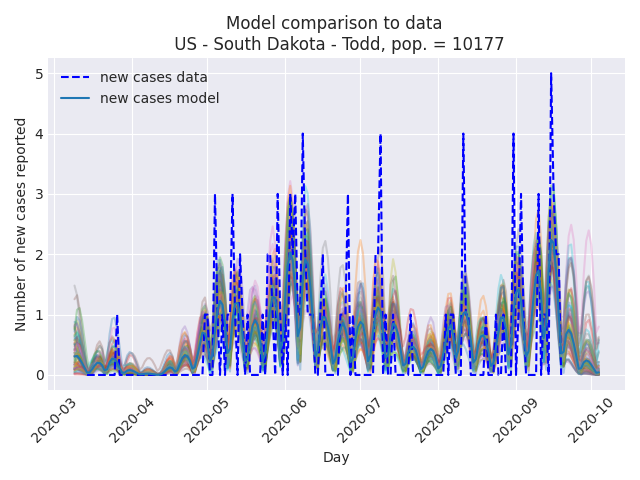 Model comparison to data
US - South Dakota - Todd, pop. = 10177
new cases data
new cases model
Number of new cases reported
5
4
3
2
1
0
2020-03
2020-04
2020-05
2020-06
2020-07
2020-08
2020-09
2020-10
Day